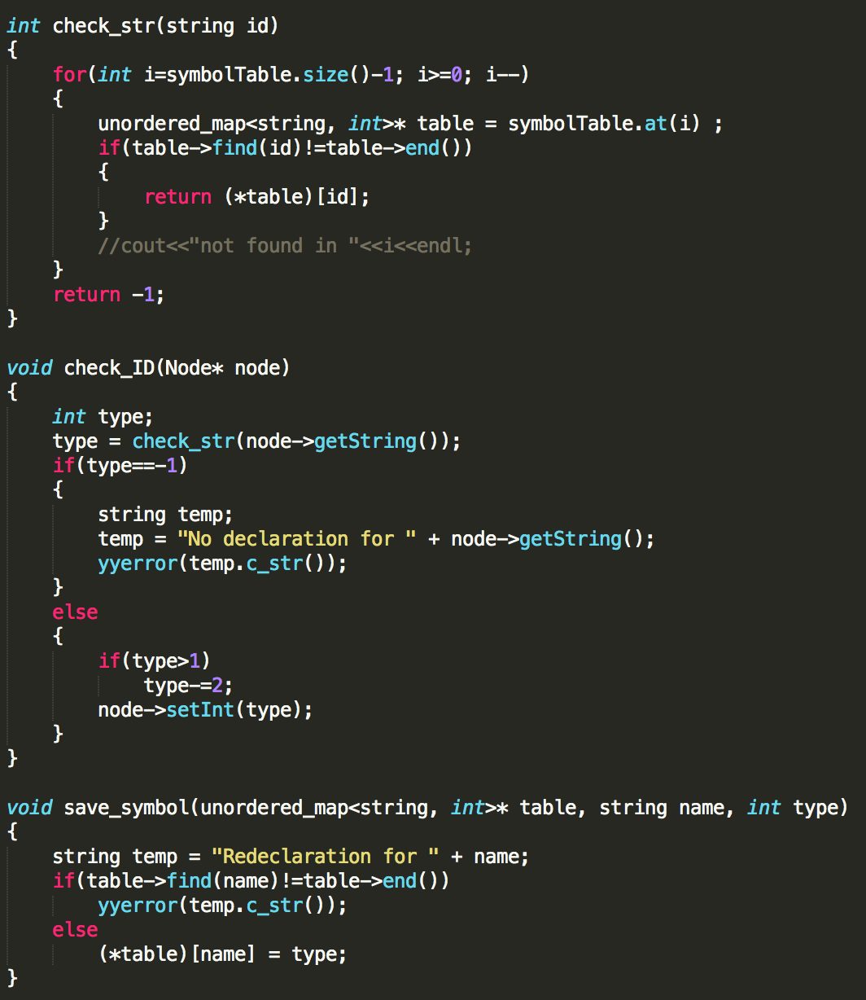 int check_str(string id)
{
    for(int i=symbolTable.size()-1; i>=0; i--)
    {
        unordered_map<string, int>* table = symbolTable.at(i) ;
        if(table->find(id)!=table->end())
        {
            return (*table)[id];
        }
        //cout<<"not found in "<<i<<endl;
    }
    return -1;
}

void check_ID(Node* node)
{
    int type;
    type = check_str(node->getString());
    if(type==-1)
    {
        string temp;
        temp = "No declaration for " + node->getString();
        yyerror(temp.c_str());
    }
    else
    {
        if(type>1)
            type-=2;
        node->setInt(type);
    }
}

void save_symbol(unordered_map<string, int>* table, string name, int type)
{
    string temp = "Redeclaration for " + name;
    if(table->find(name)!=table->end())
        yyerror(temp.c_str());
    else
        (*table)[name] = type;
}